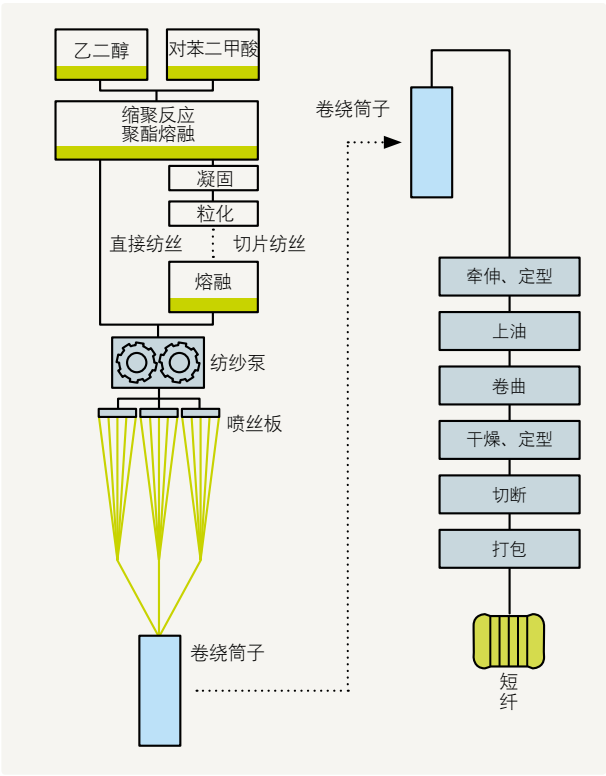 乙二醇
对苯二甲酸
缩聚反应
聚酯熔融
凝固
粒化
直接纺丝
切片纺丝
熔融
纺纱泵
喷丝板
卷绕筒子
卷绕筒子
牵伸、定型
上油
卷曲
干燥、定型
切断
打包
短
纤